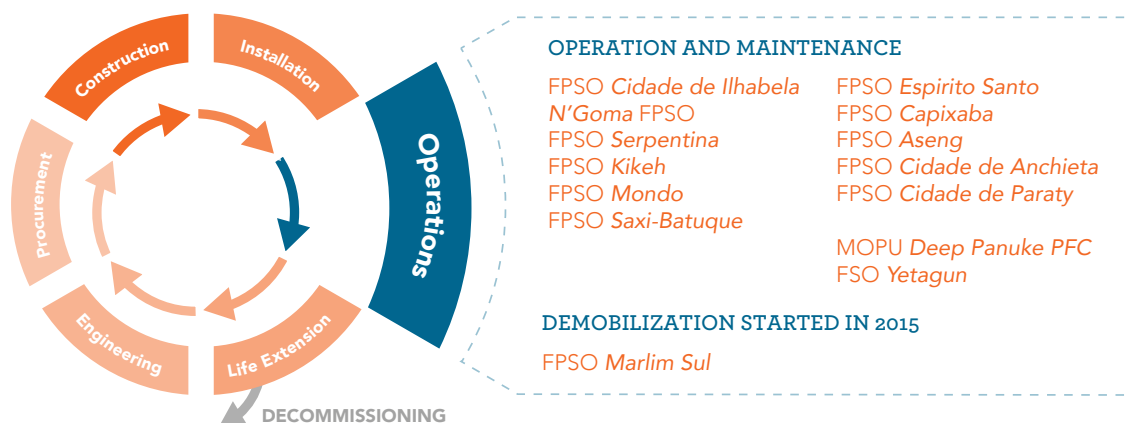 Construction
Installation
Operations
Life Extension
Engineering
Procurement
DECOMMISSIONING
OPERATION AND MAINTENANCE
FPSO Cidade de Ilhabela
N'Goma FPSO
FPSO Serpentina
FPSO Kikeh
FPSO Mondo
FPSO Saxi-Batuque
FPSO Espirito Santo
FPSO Capixaba
FPSO Aseng
FPSO Cidade de Anchieta
FPSO Cidade de Paraty
MOPU Deep Panuke PFC
FSO Yetagun
DEMOBILIZATION STARTED IN 2015
FPSO Marlim Sul